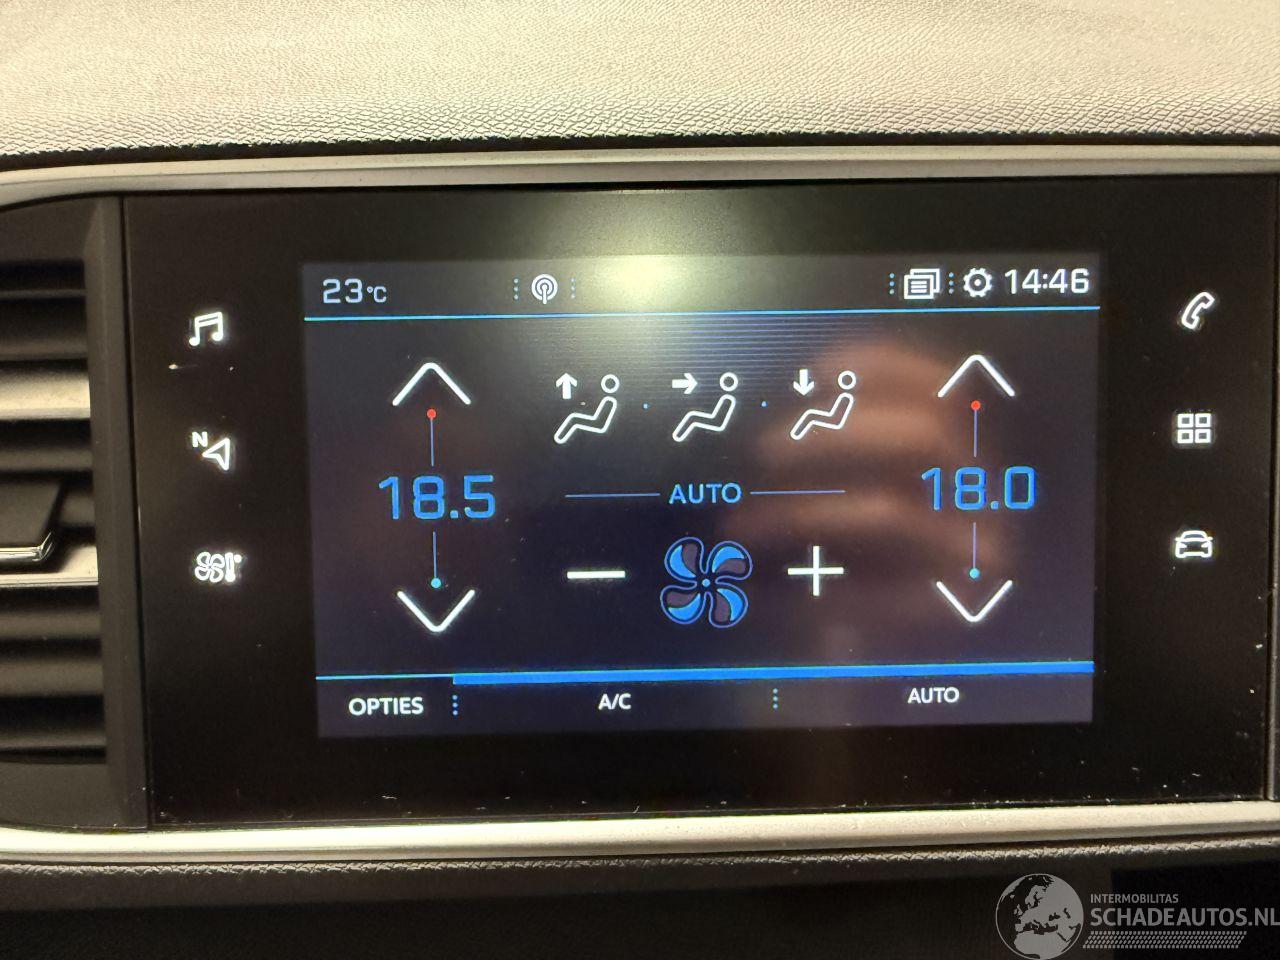 23°C
14:46
N
18.5
18.0
AUTO
OPTIES
A/C
AUTO
INTERMOBILITAS
SCHADEAUTOS.NL